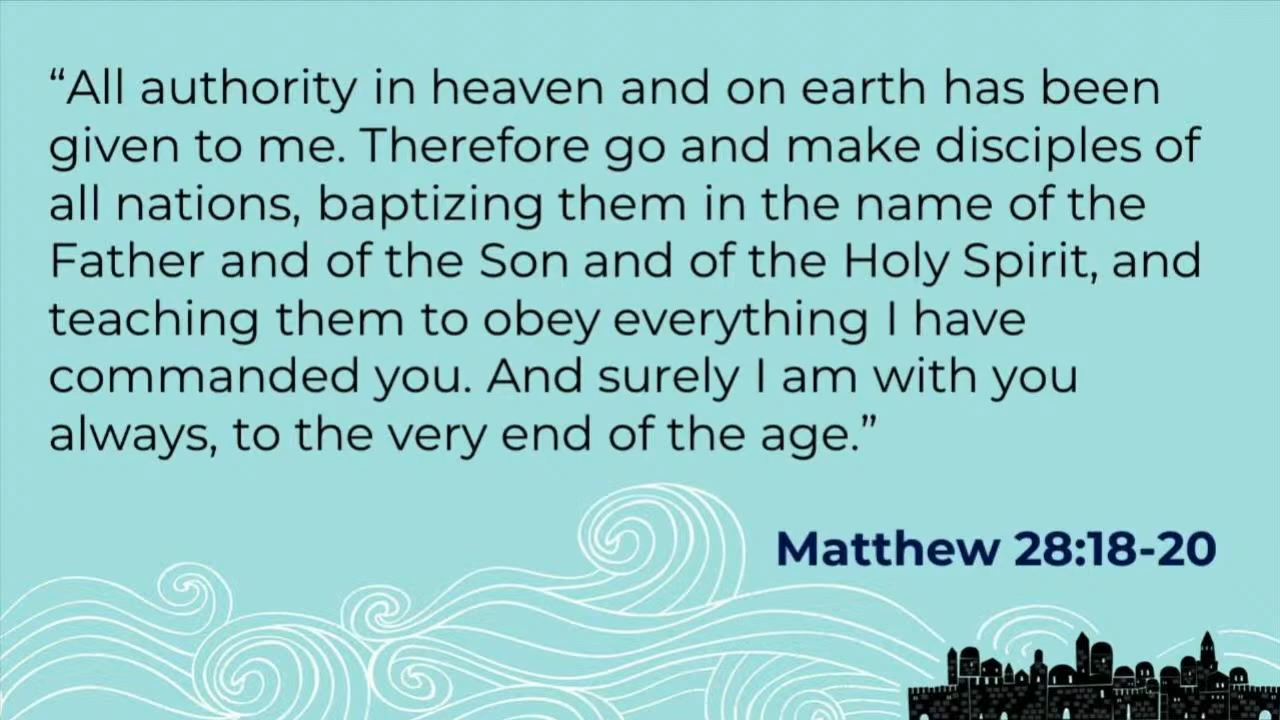 “All authority in heaven and on earth has been
given to me. Therefore go and make disciples of
all nations, baptizing them in the name of the
Father and of the Son and of the Holy Spirit, and
teaching them to obey everything I have
commanded you. And surely I am with you
always, to the very end of the age.”
Matthew 28:18-20